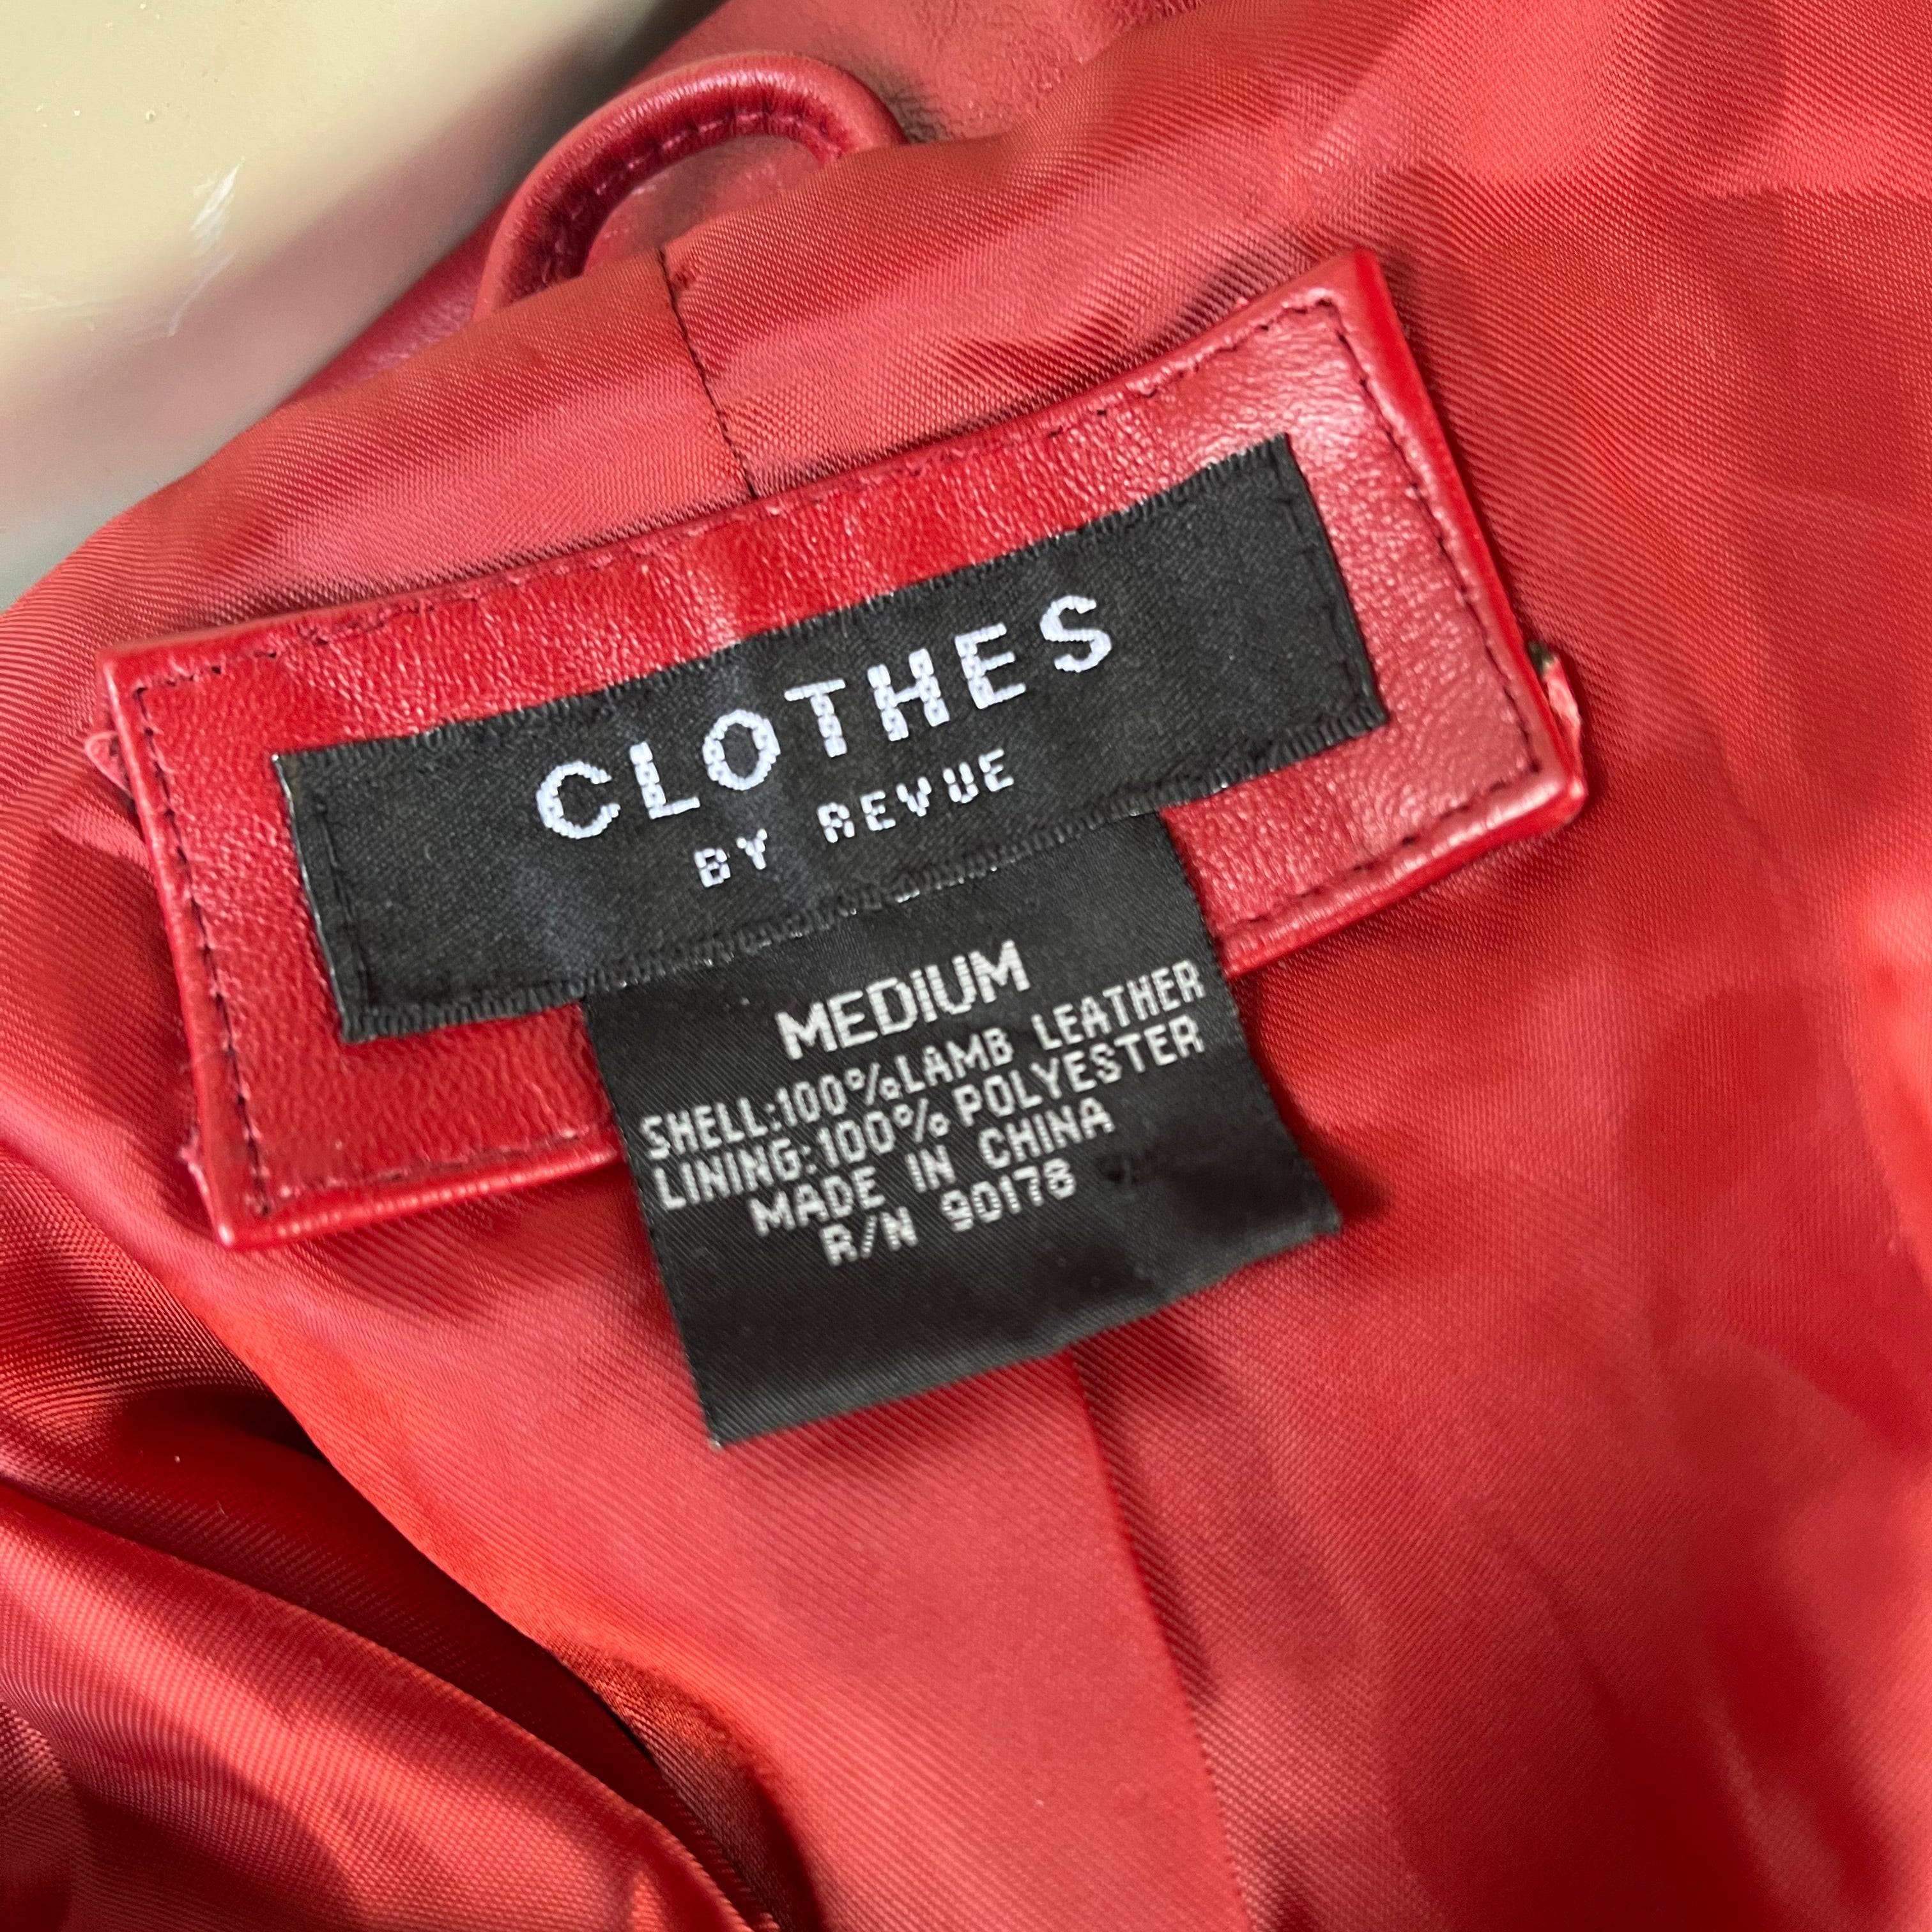 CLOTHES
BY REVUE
MEDIUM
SHELL:100%LAMB LEATHER
LINING:100%POLYESTER
MADE IN CHINA
R/N 90178